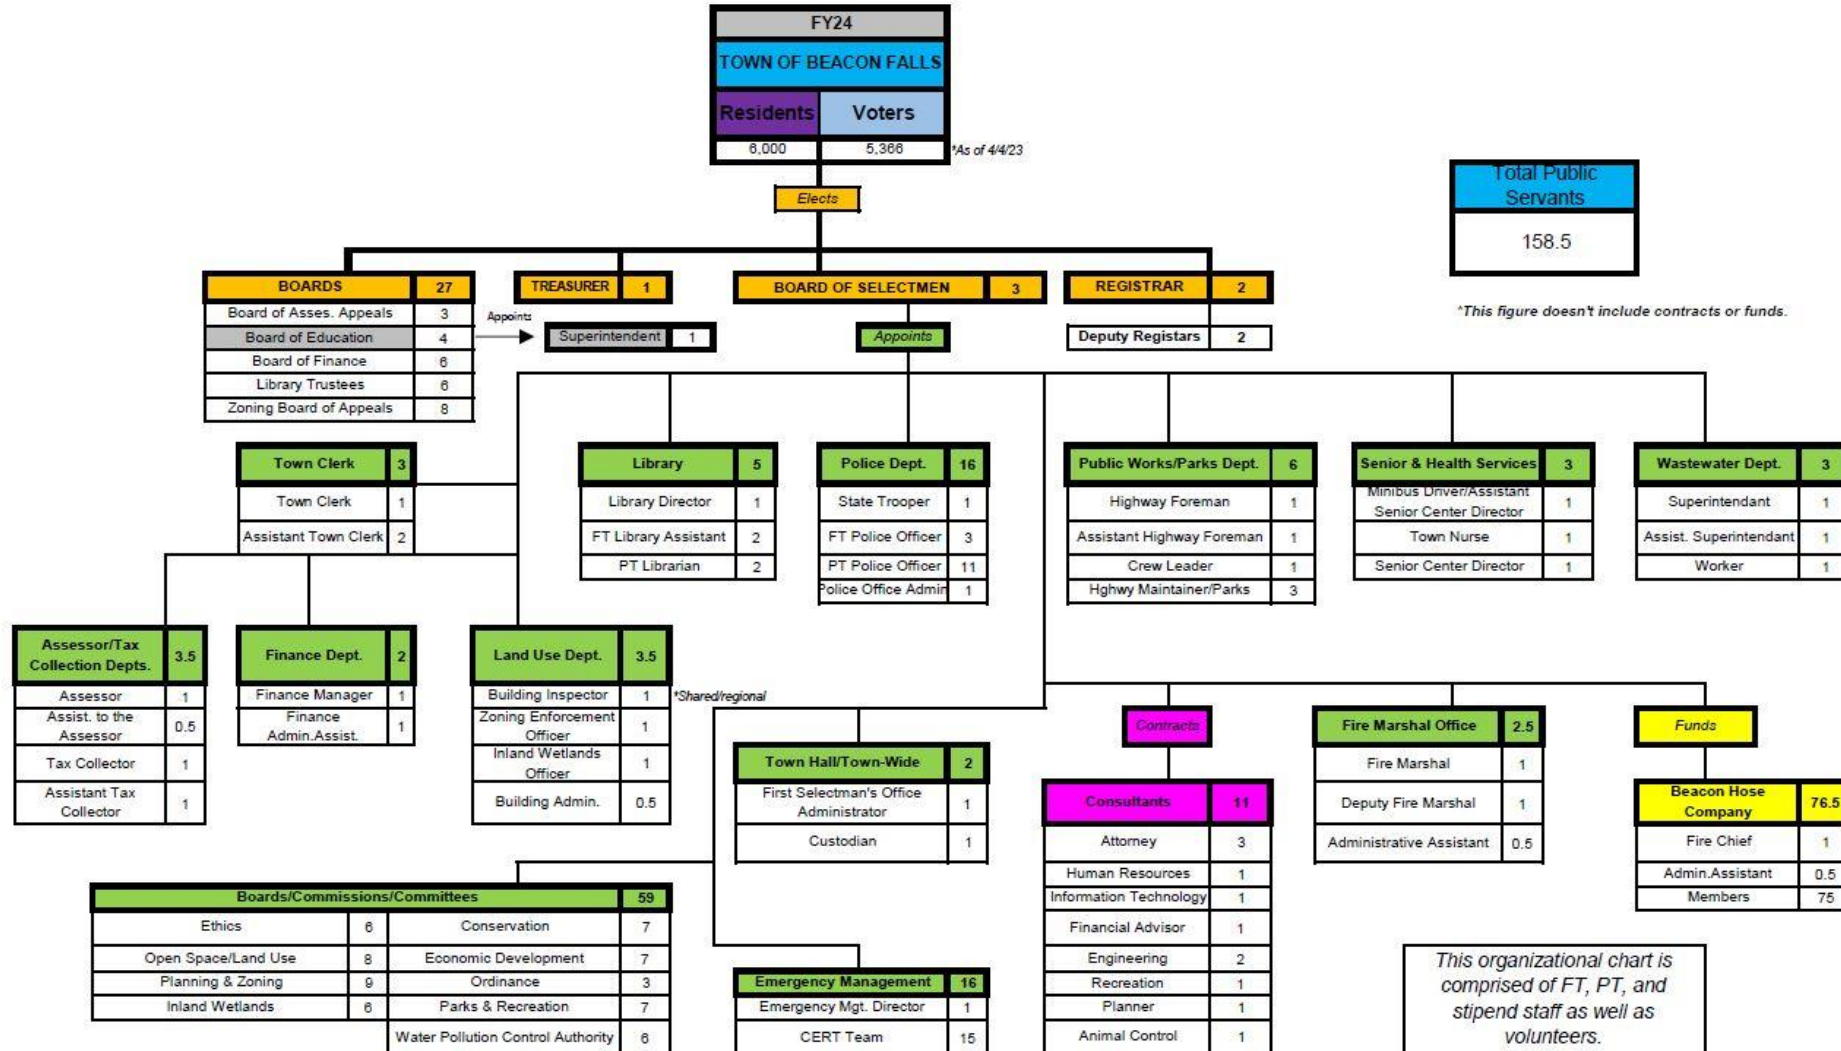 FY24
TOWN OF BEACON FALLS
Residents Voters
6,000 5,366 *As of 4/4/23
Elects
Total Public
Servants
158.5
*This figure doesn't include contracts or funds.
BOARDS 27
Board of Asses. Appeals 3
Board of Education 4
Board of Finance 6
Library Trustees 6
Zoning Board of Appeals 8
Appoints
TREASURER 1
Superintendent 1
BOARD OF SELECTMEN 3
Appoints
REGISTRAR 2
Deputy Registars 2
Town Clerk 3
Town Clerk 1
Assistant Town Clerk 2
Library 5
Library Director 1
FT Library Assistant 2
PT Librarian 2
Police Dept. 16
State Trooper 1
FT Police Officer 3
PT Police Officer 11
Police Office Admin 1
Public Works/Parks Dept. 6
Highway Foreman 1
Assistant Highway Foreman 1
Crew Leader 1
Hghwy Maintainer/Parks 3
Senior & Health Services 3
Minibus Driver/Assistant
Senior Center Director 1
Town Nurse 1
Senior Center Director 1
Wastewater Dept. 3
Superintendant 1
Assist. Superintendant 1
Worker 1
Assessor/Tax
Collection Depts. 3.5
Assessor 1
Assist. to the
Assessor 0.5
Tax Collector 1
Assistant Tax
Collector 1
Finance Dept. 2
Finance Manager 1
Finance
Admin.Assist. 1
Land Use Dept. 3.5
Building Inspector 1 *Shared/regional
Zoning Enforcement
Officer 1
Inland Wetlands
Officer 1
Building Admin. 0.5
Town Hall/Town-Wide 2
First Selectman's Office
Administrator 1
Custodian 1
Contracts
Consultants 11
Attorney 3
Human Resources 1
Information Technology 1
Financial Advisor 1
Engineering 2
Recreation 1
Planner 1
Animal Control 1
Fire Marshal Office 2.5
Fire Marshal 1
Deputy Fire Marshal 1
Administrative Assistant 0.5
Funds
Beacon Hose
Company 76.5
Fire Chief 1
Admin.Assistant 0.5
Members 75
Boards/Commissions/Committees 59
Ethics 6 Conservation 7
Open Space/Land Use 8 Economic Development 7
Planning & Zoning 9 Ordinance 3
Inland Wetlands 6 Parks & Recreation 7
Water Pollution Control Authority 6
Emergency Management 16
Emergency Mgt. Director 1
CERT Team 15
This organizational chart is
comprised of FT, PT, and
stipend staff as well as
volunteers.